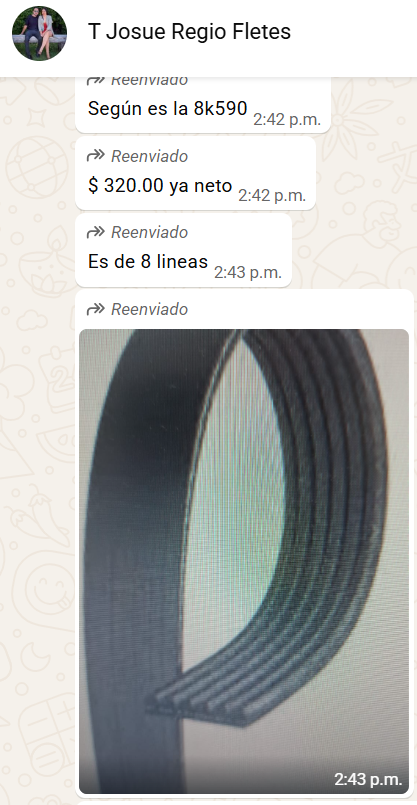 T Josue Regio Fletes
Reenviado
Según es la 8k590 2:42 p.m.
Reenviado
$ 320.00 ya neto 2:42 p.m.
Reenviado
Es de 8 lineas 2:43 p.m.
Reenviado
2:43 p.m.